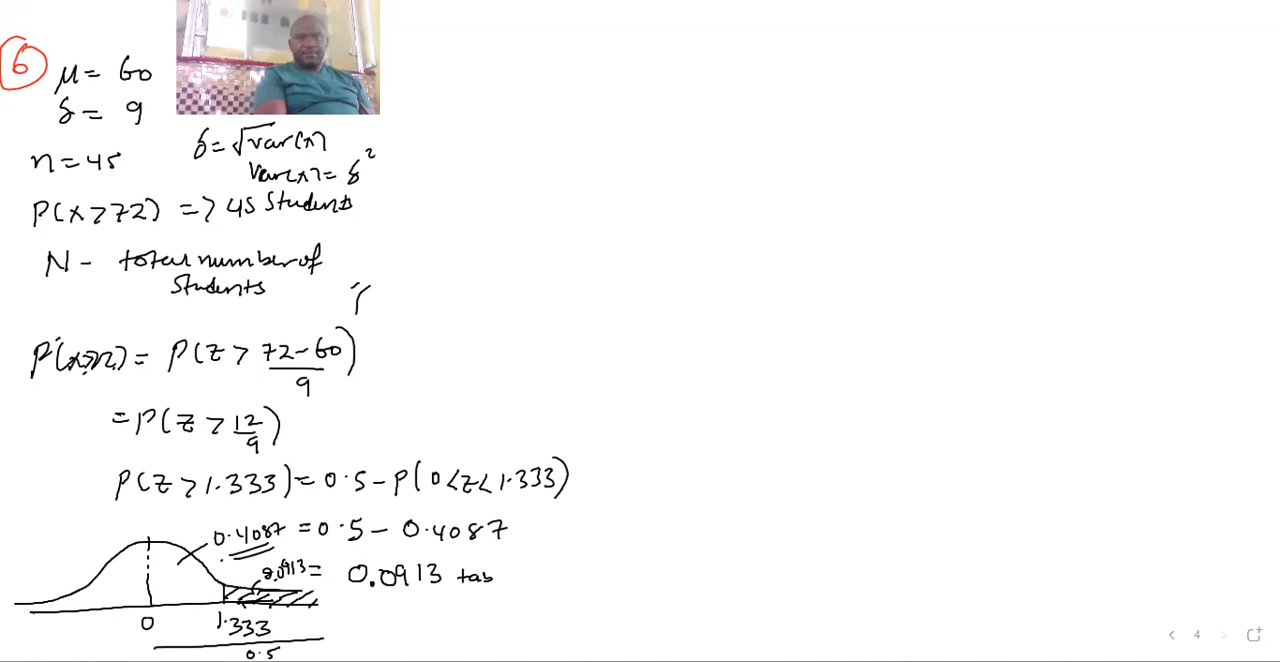 6
μ = 60
δ = 9
n = 45
δ = √var(x)
Var(x) = δ²
P(x > 72) => 45 Students
N - total number of
Students
P(x>72) = P(z > 72-60/9)
= P(z > 12/9)
P(z > 1.333) = 0.5 - P(0<z<1.333)
0.4087 = 0.5 - 0.4087
0.0913 = 0.0913 tab
0
1.333
0.5
4